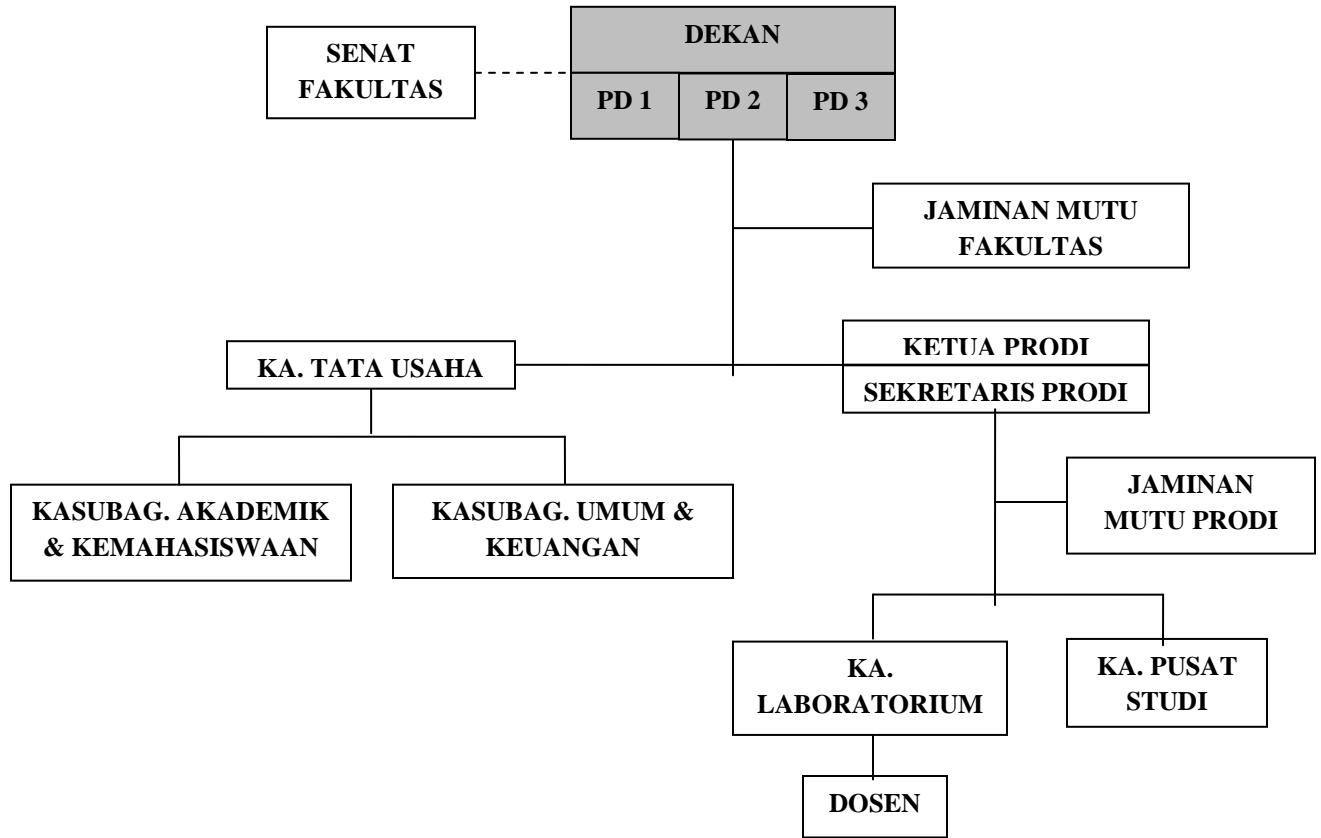 DEKAN
SENAT
FAKULTAS
PD 1 PD 2 PD 3
JAMINAN MUTU
FAKULTAS
KETUA PRODI
KA. TATA USAHA
SEKRETARIS PRODI
KASUBAG. AKADEMIK
& KEMAHASISWAAN
KASUBAG. UMUM &
KEUANGAN
JAMINAN
MUTU PRODI
KA.
LABORATORIUM
KA. PUSAT
STUDI
DOSEN